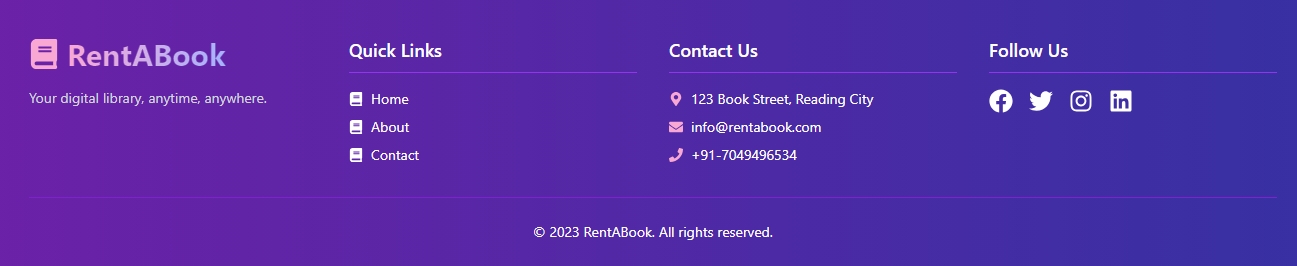 RentABook
Your digital library, anytime, anywhere.
Quick Links
Home
About
Contact
Contact Us
123 Book Street, Reading City
info@rentabook.com
+91-7049496534
Follow Us
© 2023 RentABook. All rights reserved.